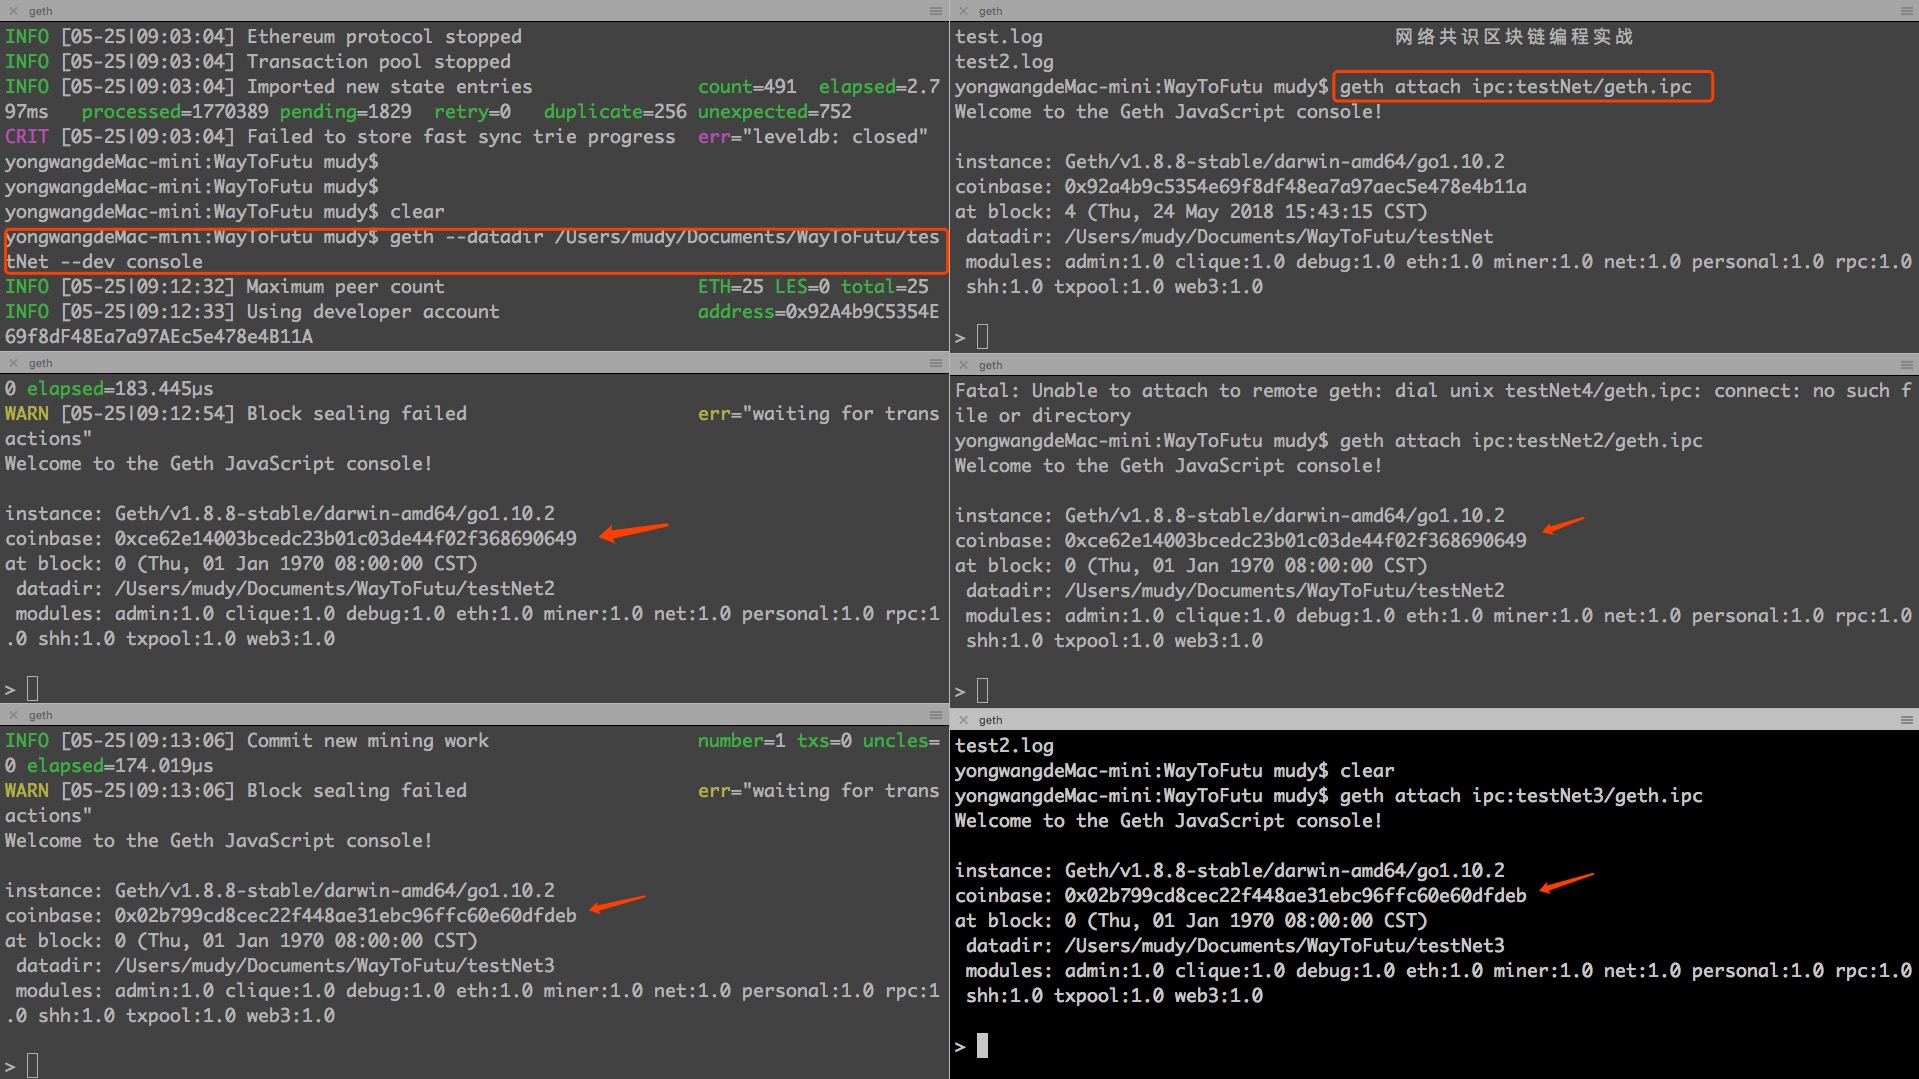 geth
INFO [05-25|09:03:04] Ethereum protocol stopped
INFO [05-25|09:03:04] Transaction pool stopped
INFO [05-25|09:03:04] Imported new state entries count=491 elapsed=2.7
97ms processed=1770389 pending=1829 retry=0 duplicate=256 unexpected=752
CRIT [05-25|09:03:04] Failed to store fast sync trie progress err="leveldb: closed"
yongwangdeMac-mini:WayToFutu mudy$
yongwangdeMac-mini:WayToFutu mudy$
yongwangdeMac-mini:WayToFutu mudy$ clear
yongwangdeMac-mini:WayToFutu mudy$ geth --datadir /Users/mudy/Documents/WayToFutu/tes
tNet --dev console
INFO [05-25|09:12:32] Maximum peer count ETH=25 LES=0 total=25
INFO [05-25|09:12:33] Using developer account address=0x92A4b9C5354E
69f8dF48Ea7a97AEc5e478e4B11A
geth
test.log
网络共识区块链编程实战
test2.log
yongwangdeMac-mini:WayToFutu mudy$ geth attach ipc:testNet/geth.ipc
Welcome to the Geth JavaScript console!
instance: Geth/v1.8.8-stable/darwin-amd64/go1.10.2
coinbase: 0x92a4b9c5354e69f8df48ea7a97aec5e478e4b11a
at block: 4 (Thu, 24 May 2018 15:43:15 CST)
datadir: /Users/mudy/Documents/WayToFutu/testNet
modules: admin:1.0 clique:1.0 debug:1.0 eth:1.0 miner:1.0 net:1.0 personal:1.0 rpc:1.0
shh:1.0 txpool:1.0 web3:1.0
>
geth
0 elapsed=183.445µs
WARN [05-25|09:12:54] Block sealing failed err="waiting for trans
actions"
Welcome to the Geth JavaScript console!
instance: Geth/v1.8.8-stable/darwin-amd64/go1.10.2
coinbase: 0xce62e14003bcedc23b01c03de44f02f368690649
at block: 0 (Thu, 01 Jan 1970 08:00:00 CST)
datadir: /Users/mudy/Documents/WayToFutu/testNet2
modules: admin:1.0 clique:1.0 debug:1.0 eth:1.0 miner:1.0 net:1.0 personal:1.0 rpc:1
.0 shh:1.0 txpool:1.0 web3:1.0
>
geth
Fatal: Unable to attach to remote geth: dial unix testNet4/geth.ipc: connect: no such f
ile or directory
yongwangdeMac-mini:WayToFutu mudy$ geth attach ipc:testNet2/geth.ipc
Welcome to the Geth JavaScript console!
instance: Geth/v1.8.8-stable/darwin-amd64/go1.10.2
coinbase: 0xce62e14003bcedc23b01c03de44f02f368690649
at block: 0 (Thu, 01 Jan 1970 08:00:00 CST)
datadir: /Users/mudy/Documents/WayToFutu/testNet2
modules: admin:1.0 clique:1.0 debug:1.0 eth:1.0 miner:1.0 net:1.0 personal:1.0 rpc:1.0
shh:1.0 txpool:1.0 web3:1.0
>
geth
INFO [05-25|09:13:06] Commit new mining work number=1 txs=0 uncles=
0 elapsed=174.019µs
WARN [05-25|09:13:06] Block sealing failed err="waiting for trans
actions"
Welcome to the Geth JavaScript console!
instance: Geth/v1.8.8-stable/darwin-amd64/go1.10.2
coinbase: 0x02b799cd8cec22f448ae31ebc96ffc60e60dfdeb
at block: 0 (Thu, 01 Jan 1970 08:00:00 CST)
datadir: /Users/mudy/Documents/WayToFutu/testNet3
modules: admin:1.0 clique:1.0 debug:1.0 eth:1.0 miner:1.0 net:1.0 personal:1.0 rpc:1
.0 shh:1.0 txpool:1.0 web3:1.0
>
geth
test2.log
yongwangdeMac-mini:WayToFutu mudy$ clear
yongwangdeMac-mini:WayToFutu mudy$ geth attach ipc:testNet3/geth.ipc
Welcome to the Geth JavaScript console!
instance: Geth/v1.8.8-stable/darwin-amd64/go1.10.2
coinbase: 0x02b799cd8cec22f448ae31ebc96ffc60e60dfdeb
at block: 0 (Thu, 01 Jan 1970 08:00:00 CST)
datadir: /Users/mudy/Documents/WayToFutu/testNet3
modules: admin:1.0 clique:1.0 debug:1.0 eth:1.0 miner:1.0 net:1.0 personal:1.0 rpc:1.0
shh:1.0 txpool:1.0 web3:1.0
>